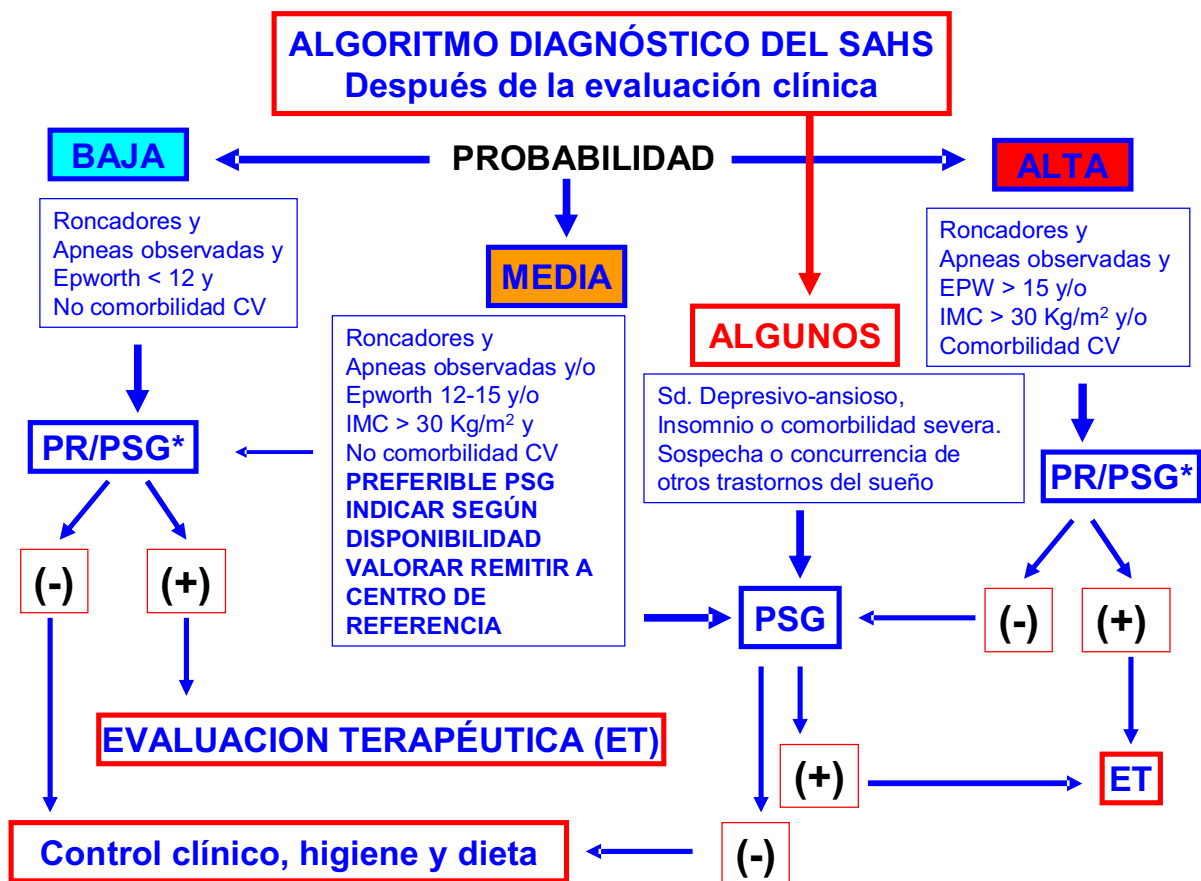 ALGORITMO DIAGNÓSTICO DEL SAHS
Después de la evaluación clínica
BAJA
PROBABILIDAD
ALTA
Roncadores y
Apneas observadas y
Epworth < 12 y
No comorbilidad CV
MEDIA
Roncadores y
Apneas observadas y/o
Epworth 12-15 y/o
IMC > 30 Kg/m² y
No comorbilidad CV
PREFERIBLE PSG
INDICAR SEGÚN
DISPONIBILIDAD
VALORAR REMITIR A
CENTRO DE
REFERENCIA
ALGUNOS
Sd. Depresivo-ansioso,
Insomnio o comorbilidad severa.
Sospecha o concurrencia de
otros trastornos del sueño
Roncadores y
Apneas observadas y
EPW > 15 y/o
IMC > 30 Kg/m² y/o
Comorbilidad CV
PR/PSG*
PR/PSG*
(-)
(+)
PSG
(-)
(+)
EVALUACION TERAPÉUTICA (ET)
(+)
ET
Control clínico, higiene y dieta
(-)